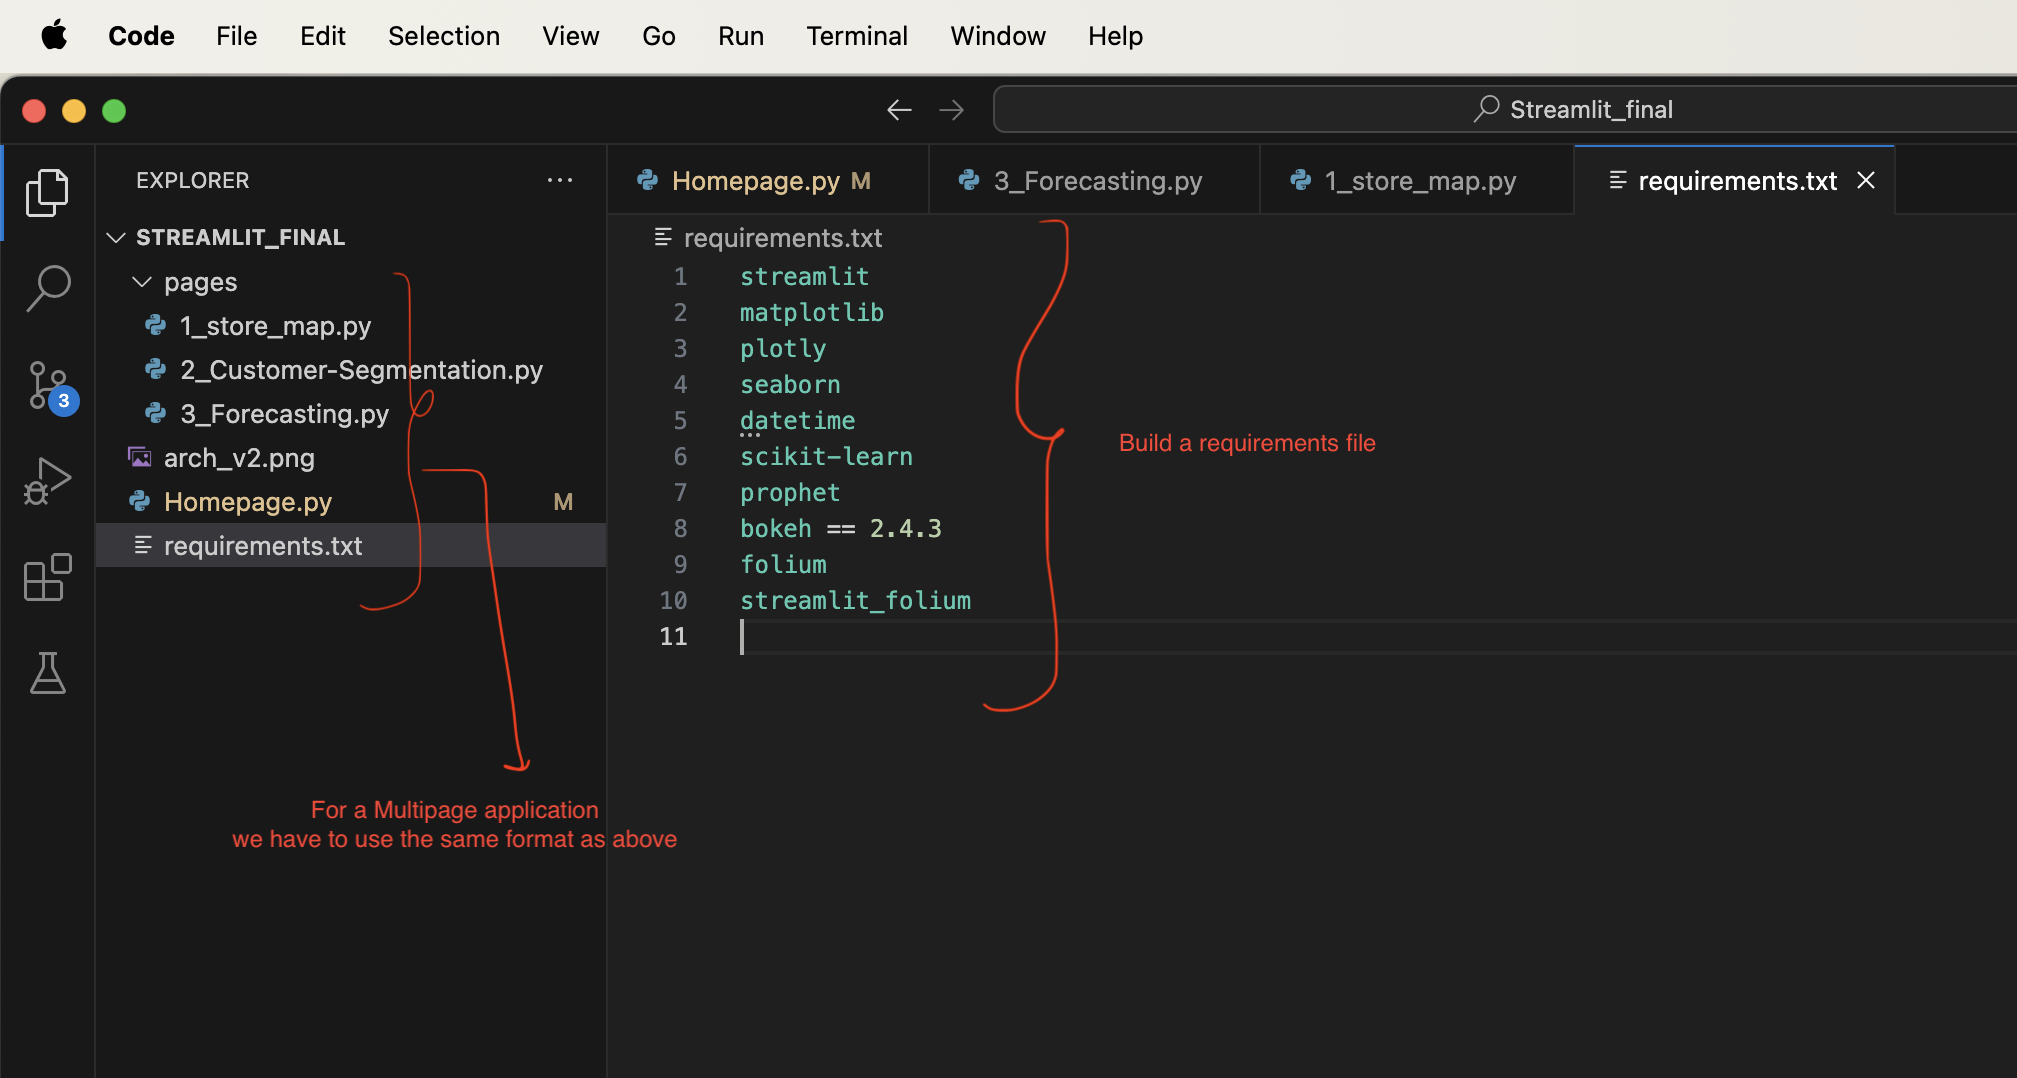 Code File Edit Selection View Go Run Terminal Window Help
Streamlit_final
EXPLORER ...
Homepage.py M 3_Forecasting.py 1_store_map.py requirements.txt
STREAMLIT_FINAL
pages
1_store_map.py
2_Customer-Segmentation.py
3_Forecasting.py
arch_v2.png
Homepage.py M
requirements.txt
3
requirements.txt
1 streamlit
2 matplotlib
3 plotly
4 seaborn
5 datetime
6 scikit-learn
7 prophet
8 bokeh == 2.4.3
9 folium
10 streamlit_folium
11
Build a requirements file
For a Multipage application
we have to use the same format as above